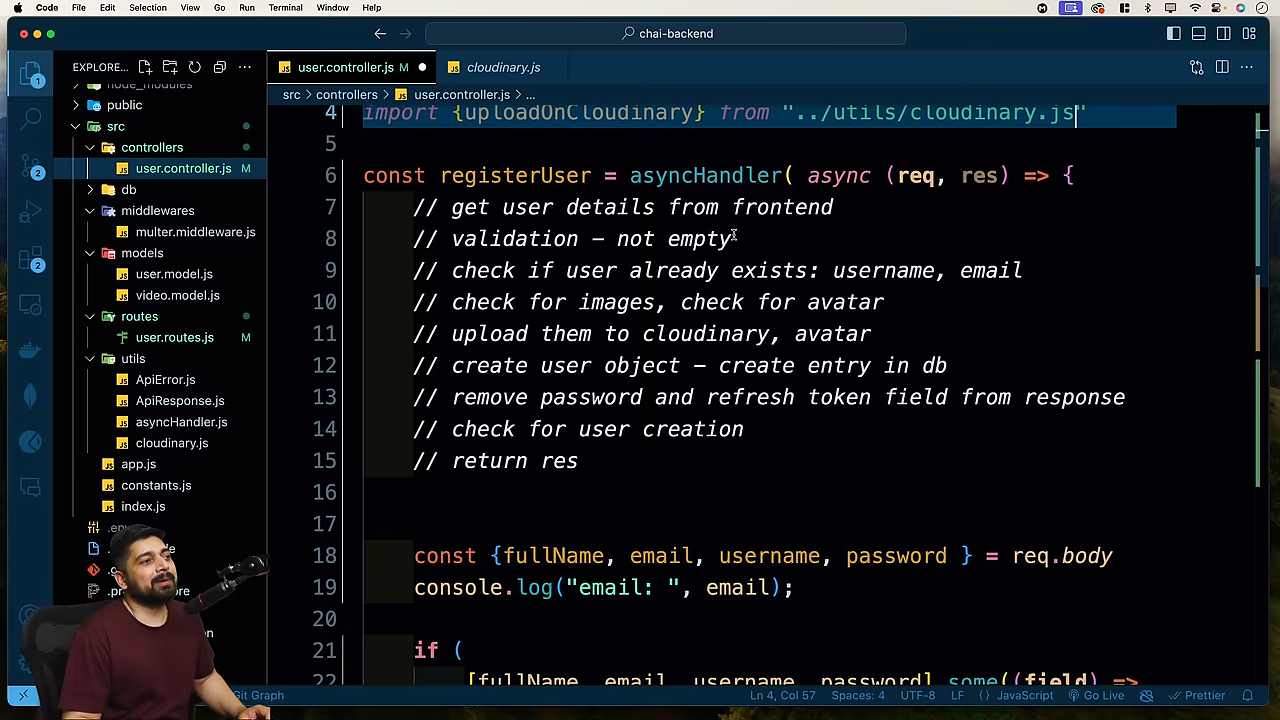 Code File Edit Selection View Go Run Terminal Window Help
chai-backend
EXPLORE...
user.controller.js M
cloudinary.js
src controllers user.controller.js ...
node_modules
public
src
controllers
user.controller.js M
db
middlewares
multer.middleware.js
models
user.model.js
video.model.js
routes
user.routes.js M
utils
ApiError.js
ApiResponse.js
asyncHandler.js
cloudinary.js
app.js
constants.js
index.js
1
2
2
4 import {uploadOnCloudinary} from "../utils/cloudinary.js"
5
6 const registerUser = asyncHandler( async (req, res) => {
7 // get user details from frontend
8 // validation – not empty
9 // check if user already exists: username, email
10 // check for images, check for avatar
11 // upload them to cloudinary, avatar
12 // create user object – create entry in db
13 // remove password and refresh token field from response
14 // check for user creation
15 // return res
16
17
18 const {fullName, email, username, password } = req.body
19 console.log("email: ", email);
20
21 if (
22 [fullName, email, username, password].some((field) =>
Git Graph
Ln 4, Col 57 Spaces: 4 UTF-8 LF {} JavaScript Go Live Prettier